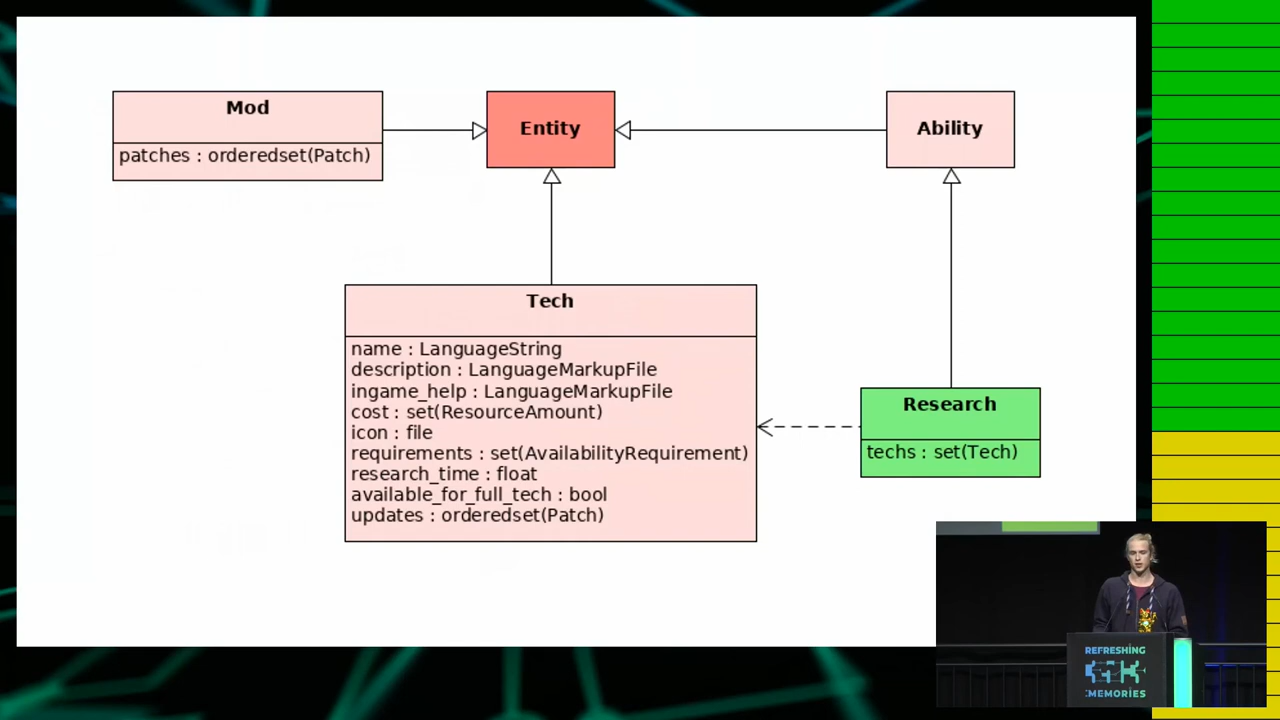 Mod
patches : orderedset(Patch)
Entity
Ability
Tech
name : LanguageString
description : LanguageMarkupFile
ingame_help : LanguageMarkupFile
cost : set(ResourceAmount)
icon : file
requirements : set(AvailabilityRequirement)
research_time : float
available_for_full_tech : bool
updates : orderedset(Patch)
Research
techs : set(Tech)
REFRESHING
MEMORIES